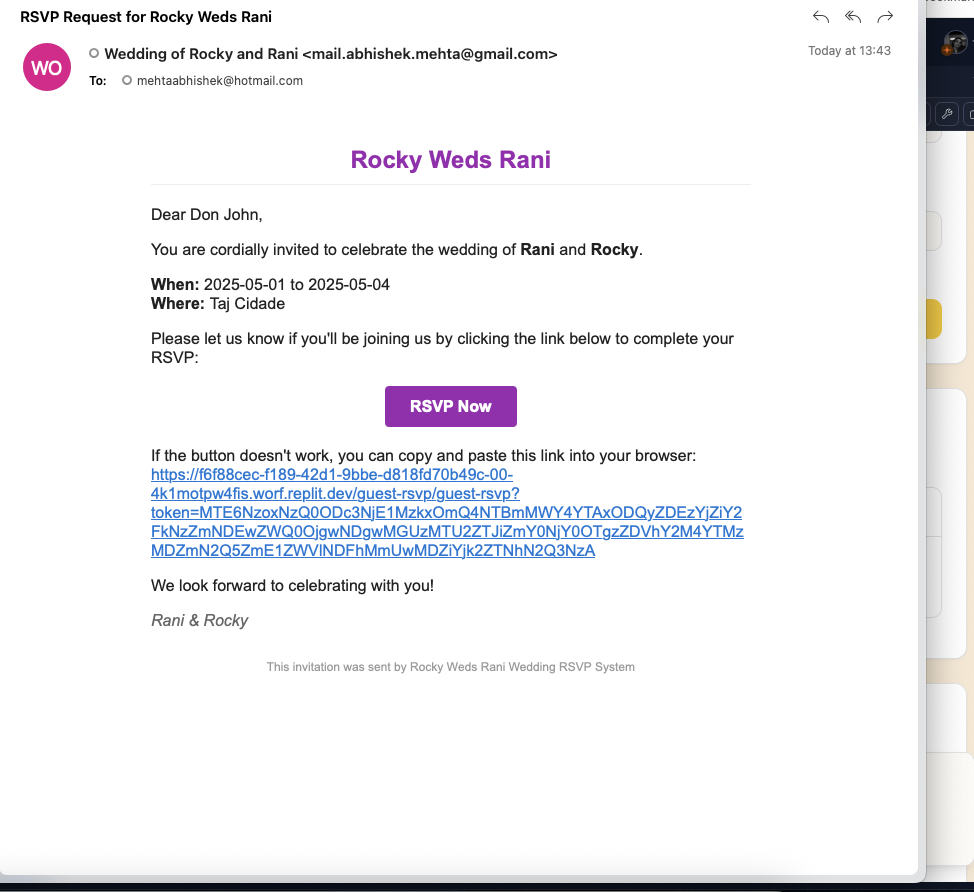 RSVP Request for Rocky Weds Rani
WO
Wedding of Rocky and Rani <mail.abhishek.mehta@gmail.com>
Today at 13:43
To: mehtaabhishek@hotmail.com
Rocky Weds Rani
Dear Don John,
You are cordially invited to celebrate the wedding of Rani and Rocky.
When: 2025-05-01 to 2025-05-04
Where: Taj Cidade
Please let us know if you'll be joining us by clicking the link below to complete your
RSVP:
RSVP Now
If the button doesn't work, you can copy and paste this link into your browser:
https://f6f88cec-f189-42d1-9bbe-d818fd70b49c-00-
4k1motpw4fis.worf.replit.dev/guest-rsvp/guest-rsvp?
token=MTE6NzoxNzQ0ODc3NjE1MzkxOmQ4NTBmMWY4YTAxODQyZDEzYjZiY2
FkNzZmNDEwZWQ0OjgwNDgwMGUzMTU2ZTJiZmY0NjY0OTgzZDVhY2M4YTMz
MDZmN2Q5ZmE1ZWVlNDFhMmUwMDZiYjk2ZTNhN2Q3NzA
We look forward to celebrating with you!
Rani & Rocky
This invitation was sent by Rocky Weds Rani Wedding RSVP System